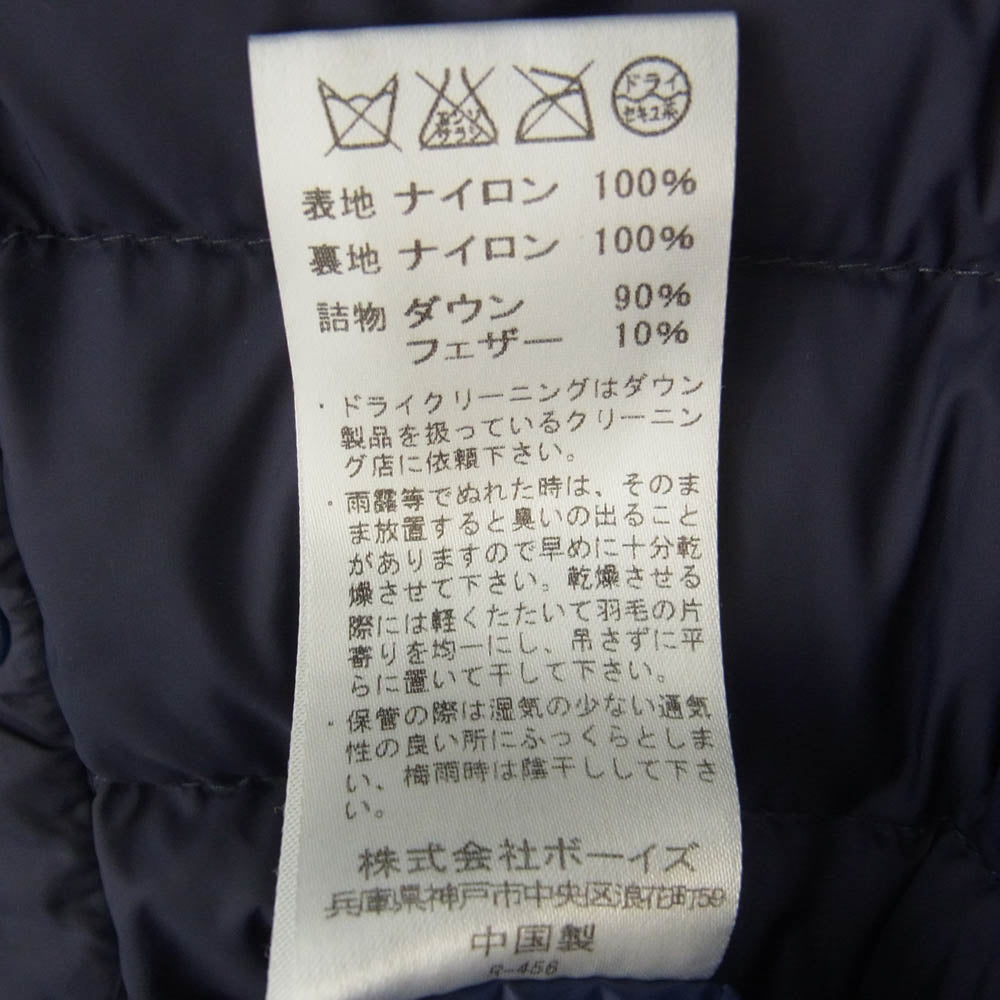 エンソ サラシ
ドライ
セキユ系
表地 ナイロン 100%
裏地 ナイロン 100%
詰物 ダウン 90%
フェザー 10%
・ドライクリーニングはダウン
製品を扱っているクリーニン
グ店に依頼下さい。
・雨露等でぬれた時は、そのま
ま放置すると臭いの出ること
がありますので早めに十分乾
燥させて下さい。乾燥させる
際には軽くたたいて羽毛の片
寄りを均一にし、吊さずに平
らに置いて干して下さい。
・保管の際は湿気の少ない通気
性の良い所にふっくらとしま
い、梅雨時は陰干しして下さ
い。
株式会社ボーイズ
兵庫県神戸市中央区浪花町59
中国製
R-456